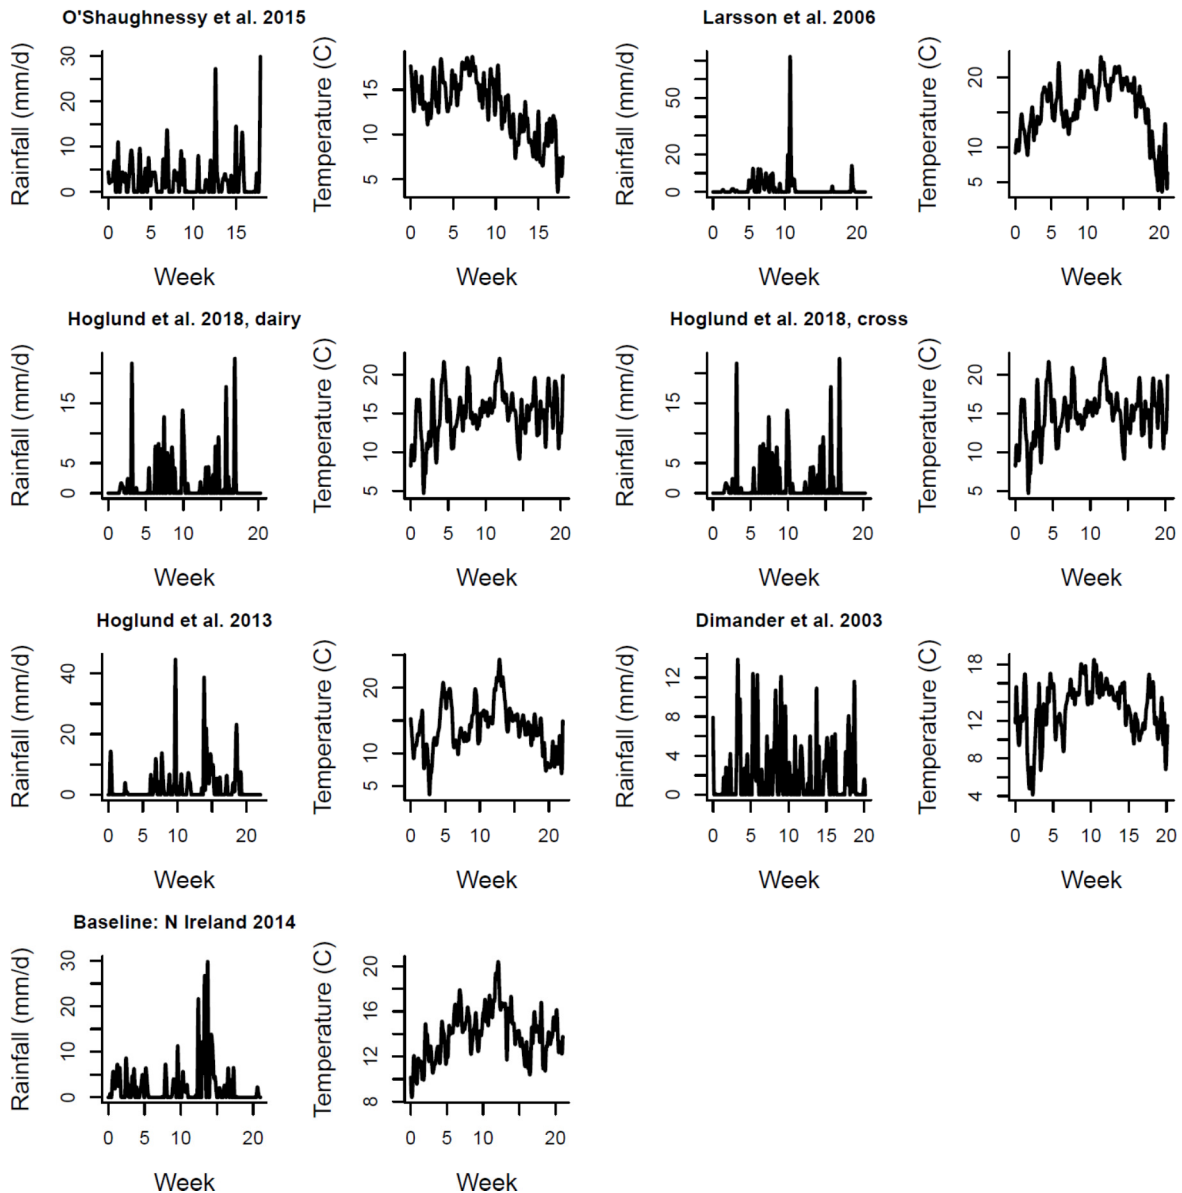 O'Shaughnessy et al. 2015
Rainfall (mm/d)
0 10 20 30
0 5 10 15
Week
Temperature (C)
5 10 15
0 5 10 15
Week
Larsson et al. 2006
Rainfall (mm/d)
0 20 50
0 5 10 20
Week
Temperature (C)
5 10 20
0 5 10 20
Week
Hoglund et al. 2018, dairy
Rainfall (mm/d)
0 5 15
0 5 10 20
Week
Temperature (C)
5 10 15 20
0 5 10 20
Week
Hoglund et al. 2018, cross
Rainfall (mm/d)
0 5 15
0 5 10 20
Week
Temperature (C)
5 10 15 20
0 5 10 20
Week
Hoglund et al. 2013
Rainfall (mm/d)
0 20 40
0 5 10 20
Week
Temperature (C)
5 10 20
0 5 10 20
Week
Dimander et al. 2003
Rainfall (mm/d)
0 4 8 12
0 5 10 15 20
Week
Temperature (C)
4 8 12 18
0 5 10 15 20
Week
Baseline: N Ireland 2014
Rainfall (mm/d)
0 10 20 30
0 5 10 20
Week
Temperature (C)
8 12 16 20
0 5 10 20
Week